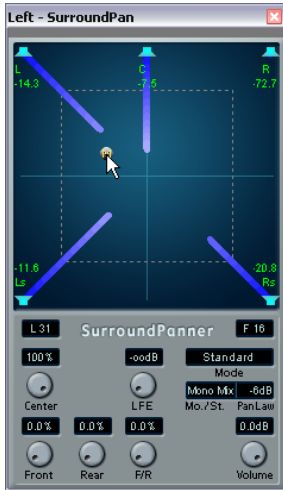 Left - SurroundPan
L C R
-14.3 -7.5 -72.7
-11.6 -20.8
Ls Rs
L 31 SurroundPanner F 16
100% -oodB Standard
Mode
Center LFE Mono Mix -6dB
Mo./St. PanLaw
0.0% 0.0% 0.0% 0.0dB
Front Rear F/R Volume